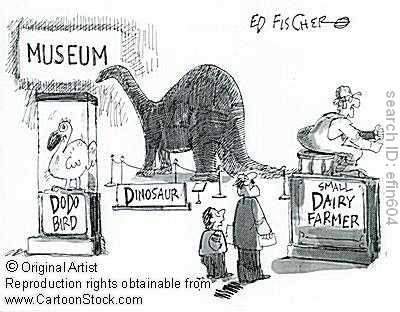 ED FISCHER
MUSEUM
DODO
BIRD
DINOSAUR
SMALL
DAIRY
FARMER
search ID: efin604
© Original Artist
Reproduction rights obtainable from
www.CartoonStock.com